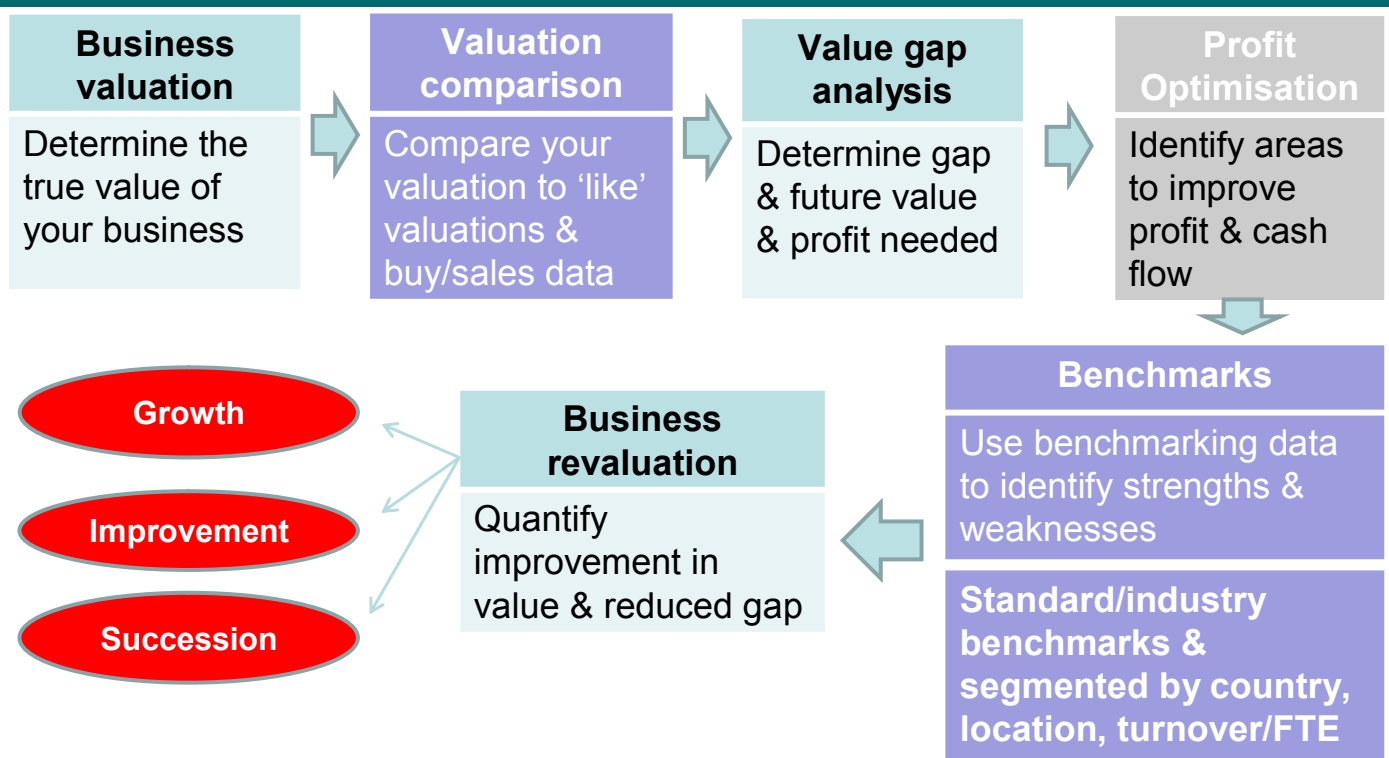 Business
valuation
Determine the
true value of
your business
Valuation
comparison
Compare your
valuation to ‘like’
valuations &
buy/sales data
Value gap
analysis
Determine gap
& future value
& profit needed
Profit
Optimisation
Identify areas
to improve
profit & cash
flow
Benchmarks
Use benchmarking data
to identify strengths &
weaknesses
Standard/industry
benchmarks &
segmented by country,
location, turnover/FTE
Business
revaluation
Quantify
improvement in
value & reduced gap
Growth
Improvement
Succession